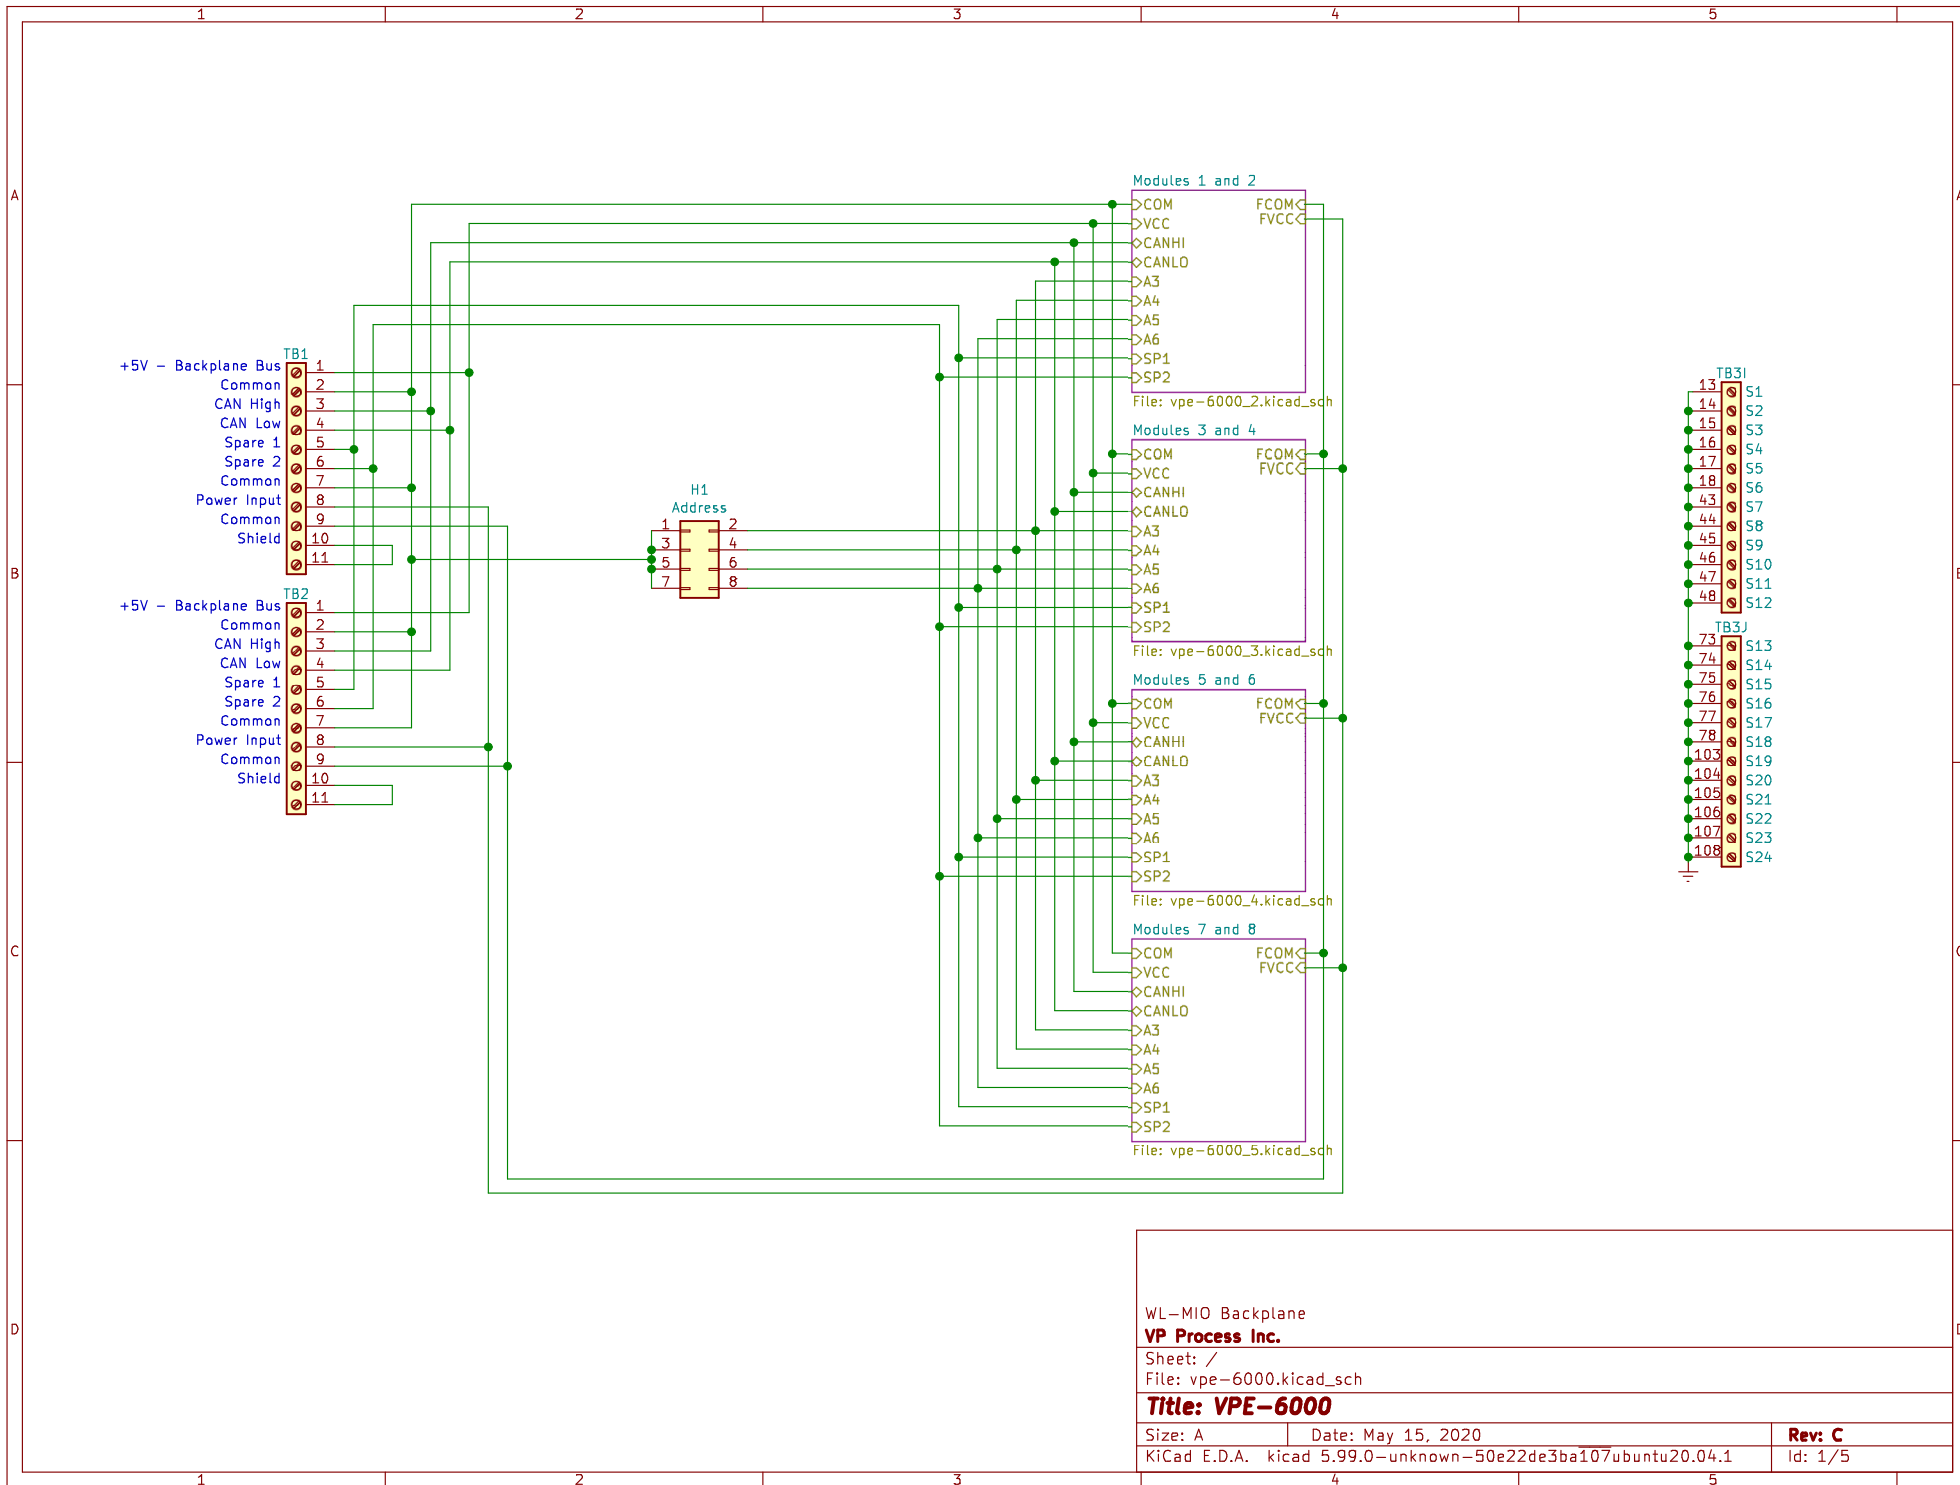 1 2 3 4 5
A
B
C
D
TB1
+5V - Backplane Bus 1
Common 2
CAN High 3
CAN Low 4
Spare 1 5
Spare 2 6
Common 7
Power Input 8
Common 9
Shield 10
11
TB2
+5V - Backplane Bus 1
Common 2
CAN High 3
CAN Low 4
Spare 1 5
Spare 2 6
Common 7
Power Input 8
Common 9
Shield 10
11
H1
Address
1 2
3 4
5 6
7 8
Modules 1 and 2
COM FCOM
VCC FVCC
CANHI
CANLO
A3
A4
A5
A6
SP1
SP2
File: vpe-6000_2.kicad_sch
Modules 3 and 4
COM FCOM
VCC FVCC
CANHI
CANLO
A3
A4
A5
A6
SP1
SP2
File: vpe-6000_3.kicad_sch
Modules 5 and 6
COM FCOM
VCC FVCC
CANHI
CANLO
A3
A4
A5
A6
SP1
SP2
File: vpe-6000_4.kicad_sch
Modules 7 and 8
COM FCOM
VCC FVCC
CANHI
CANLO
A3
A4
A5
A6
SP1
SP2
File: vpe-6000_5.kicad_sch
TB3I
13 S1
14 S2
15 S3
16 S4
17 S5
18 S6
43 S7
44 S8
45 S9
46 S10
47 S11
48 S12
TB3J
73 S13
74 S14
75 S15
76 S16
77 S17
78 S18
103 S19
104 S20
105 S21
106 S22
107 S23
108 S24
WL-MIO Backplane
VP Process Inc.
Sheet: /
File: vpe-6000.kicad_sch
Title: VPE-6000
Size: A Date: May 15, 2020 Rev: C
KiCad E.D.A. kicad 5.99.0-unknown-50e22de3ba107ubuntu20.04.1 Id: 1/5
1 2 3 4 5